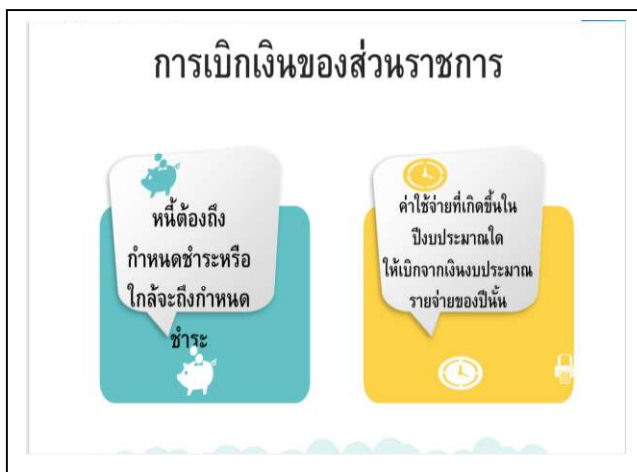 การเบิกเงินของส่วนราชการ
หนี้ต้องถึง
กำหนดชำระหรือ
ใกล้จะถึงกำหนด
ชำระ
ค่าใช้จ่ายที่เกิดขึ้นใน
ปีงบประมาณใด
ให้เบิกจากเงินงบประมาณ
รายจ่ายของปีนั้น